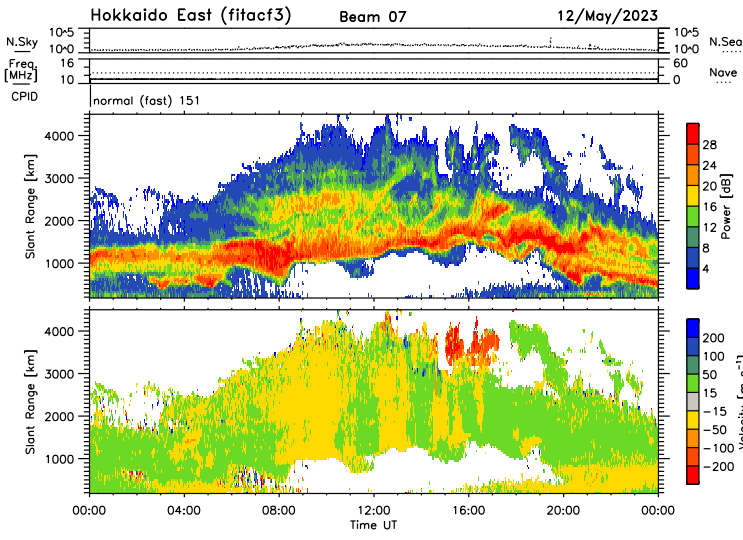 Hokkaido East (fitacf3) Beam 07 12/May/2023
N.Sky 10^5 10^0 10^5 10^0 N.Sea
Freq. [MHz] 16 10 60 0 Nave
CPID normal (fast) 151
Slant Range [km]
4000
3000
2000
1000
28
24
20
16
12
8
4
Power [dB]
Slant Range [km]
4000
3000
2000
1000
200
100
50
15
-15
-50
-100
-200
Velocity [m s^-1]
00:00 04:00 08:00 12:00 16:00 20:00 00:00
Time UT